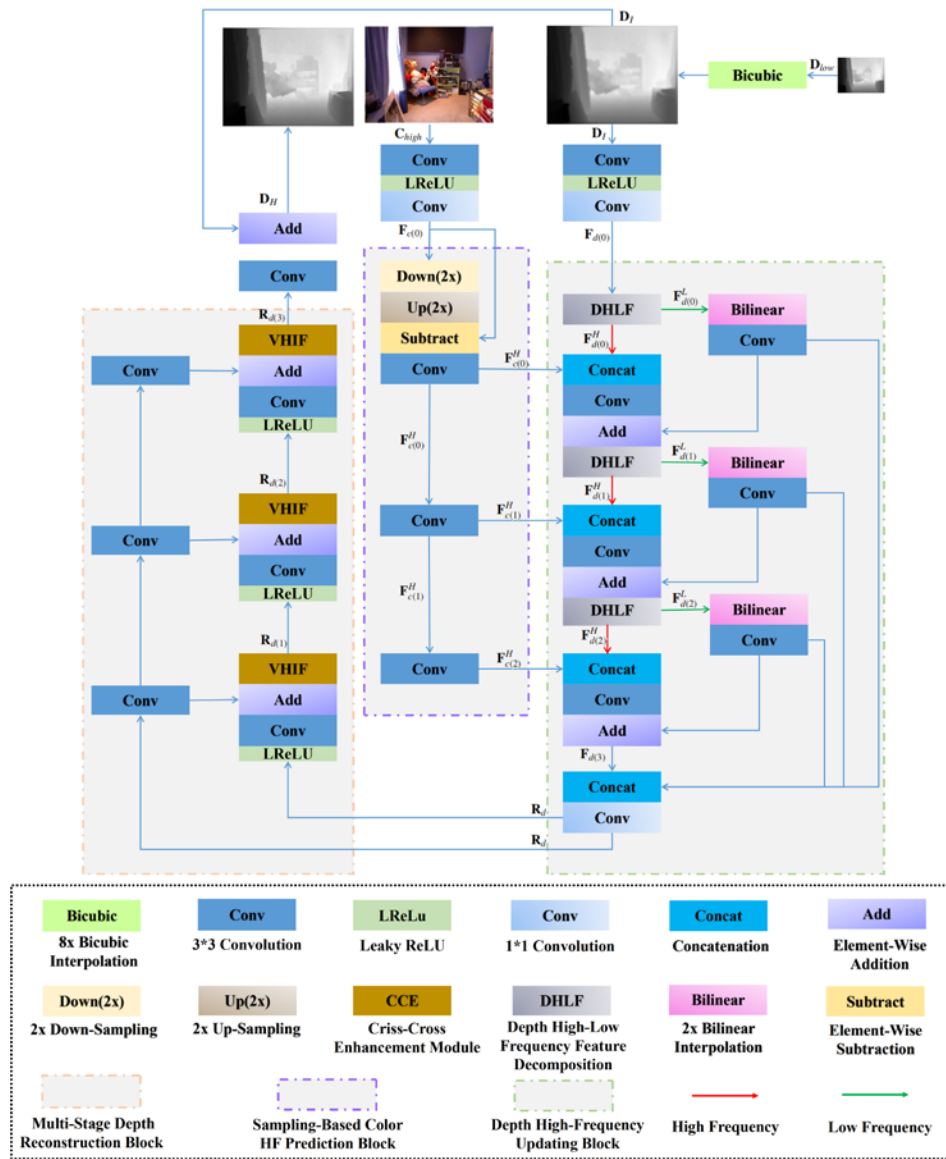 D_I
D_low
Bicubic
C_high
D_I
Conv
LReLU
Conv
Conv
LReLU
Conv
D_H
Add
F_c(0)
F_d(0)
Conv
Down(2x)
Up(2x)
Subtract
Conv
DHLF
F^L_d(0)
Bilinear
Conv
R_d(3)
VHIF
Add
Conv
LReLU
Conv
F^H_c(0)
F^H_d(0)
Concat
Conv
Add
DHLF
F^L_d(1)
Bilinear
Conv
F^H_c(0)
R_d(2)
VHIF
Add
Conv
LReLU
Conv
Conv
F^H_c(1)
F^H_d(1)
Concat
Conv
Add
DHLF
F^L_d(2)
Bilinear
Conv
F^H_c(1)
R_d(1)
VHIF
Add
Conv
LReLU
Conv
Conv
F^H_c(2)
F^H_d(2)
Concat
Conv
Add
F_d(3)
Concat
Conv
R_d
R_d
Bicubic
8x Bicubic
Interpolation
Conv
3*3 Convolution
LReLu
Leaky ReLU
Conv
1*1 Convolution
Concat
Concatenation
Add
Element-Wise
Addition
Down(2x)
2x Down-Sampling
Up(2x)
2x Up-Sampling
CCE
Criss-Cross
Enhancement Module
DHLF
Depth High-Low
Frequency Feature
Decomposition
Bilinear
2x Bilinear
Interpolation
Subtract
Element-Wise
Subtraction
Multi-Stage Depth
Reconstruction Block
Sampling-Based Color
HF Prediction Block
Depth High-Frequency
Updating Block
High Frequency
Low Frequency